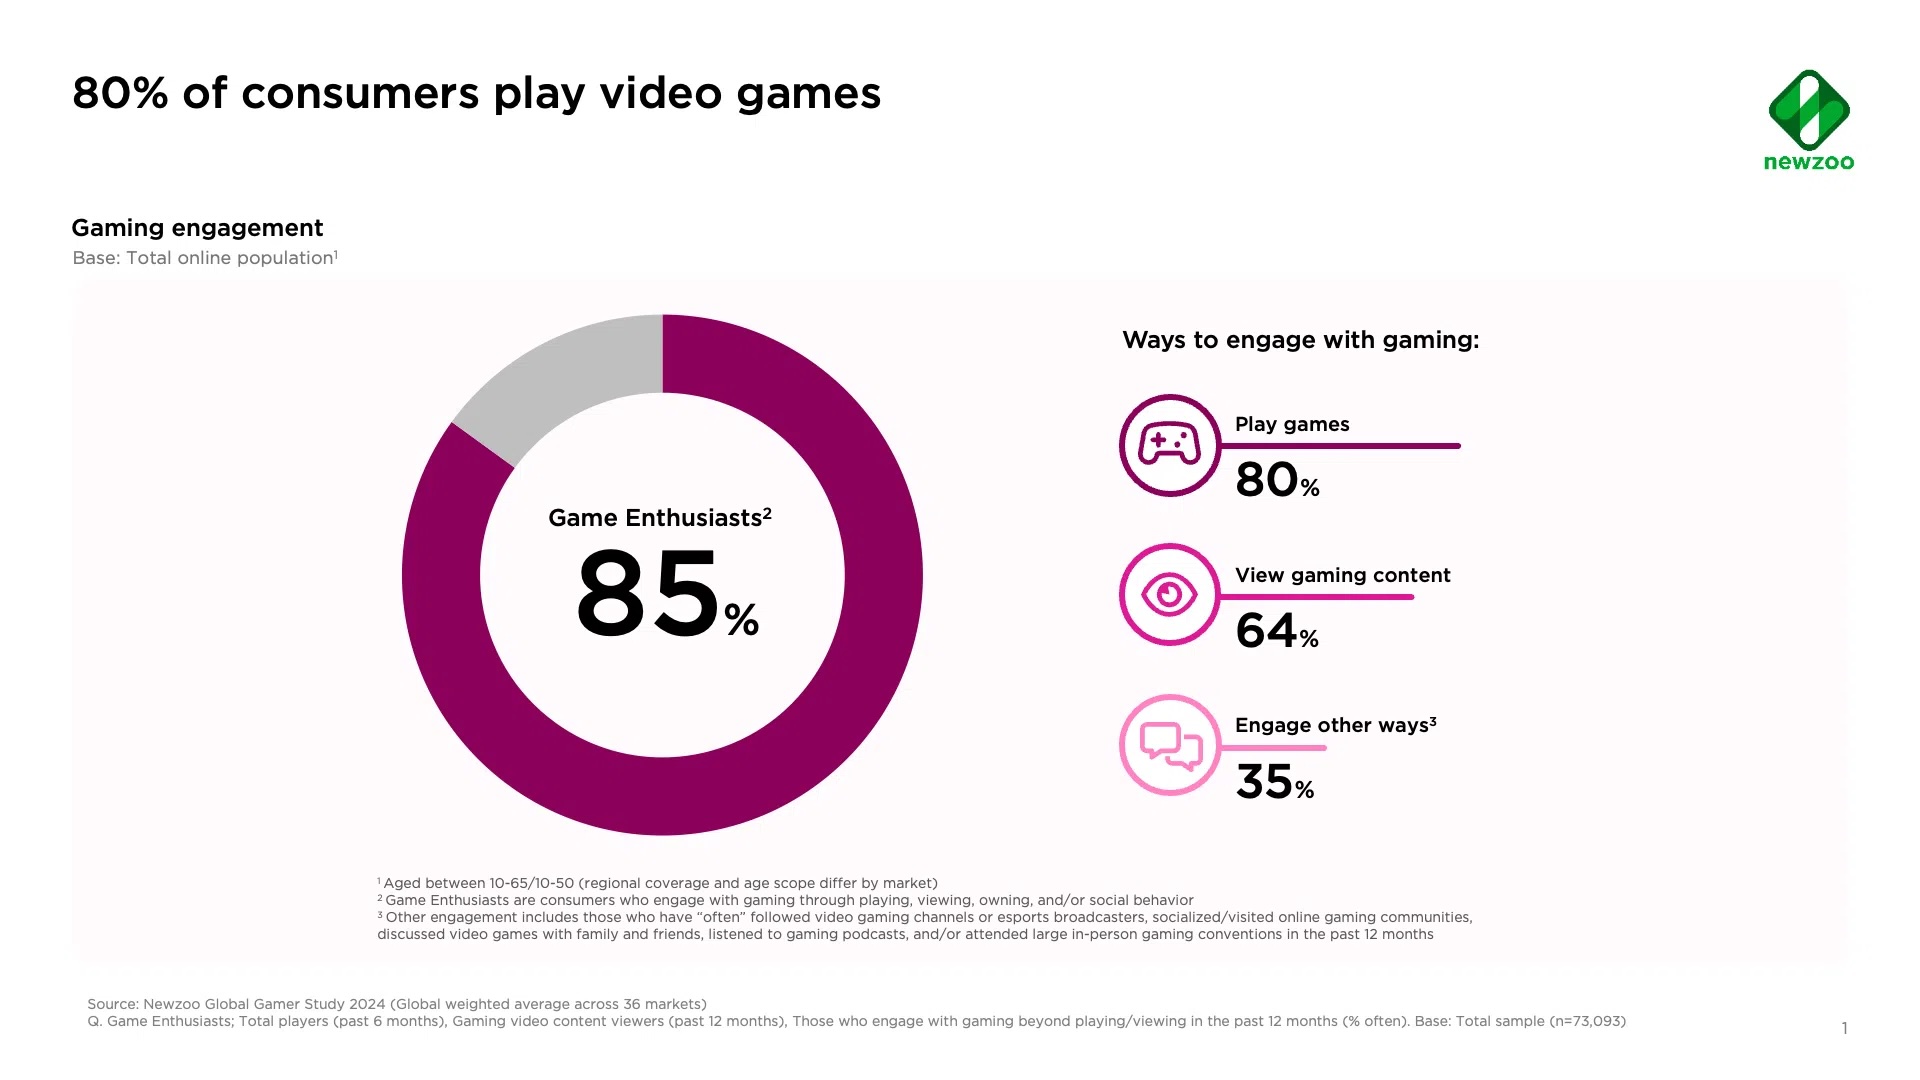 80% of consumers play video games
newzoo
Gaming engagement
Base: Total online population¹
Game Enthusiasts²
85%
Ways to engage with gaming:
Play games
80%
View gaming content
64%
Engage other ways³
35%
¹ Aged between 10-65/10-50 (regional coverage and age scope differ by market)
² Game Enthusiasts are consumers who engage with gaming through playing, viewing, owning, and/or social behavior
³ Other engagement includes those who have “often” followed video gaming channels or esports broadcasters, socialized/visited online gaming communities,
discussed video games with family and friends, listened to gaming podcasts, and/or attended large in-person gaming conventions in the past 12 months
Source: Newzoo Global Gamer Study 2024 (Global weighted average across 36 markets)
Q. Game Enthusiasts; Total players (past 6 months), Gaming video content viewers (past 12 months), Those who engage with gaming beyond playing/viewing in the past 12 months (% often). Base: Total sample (n=73,093)
1